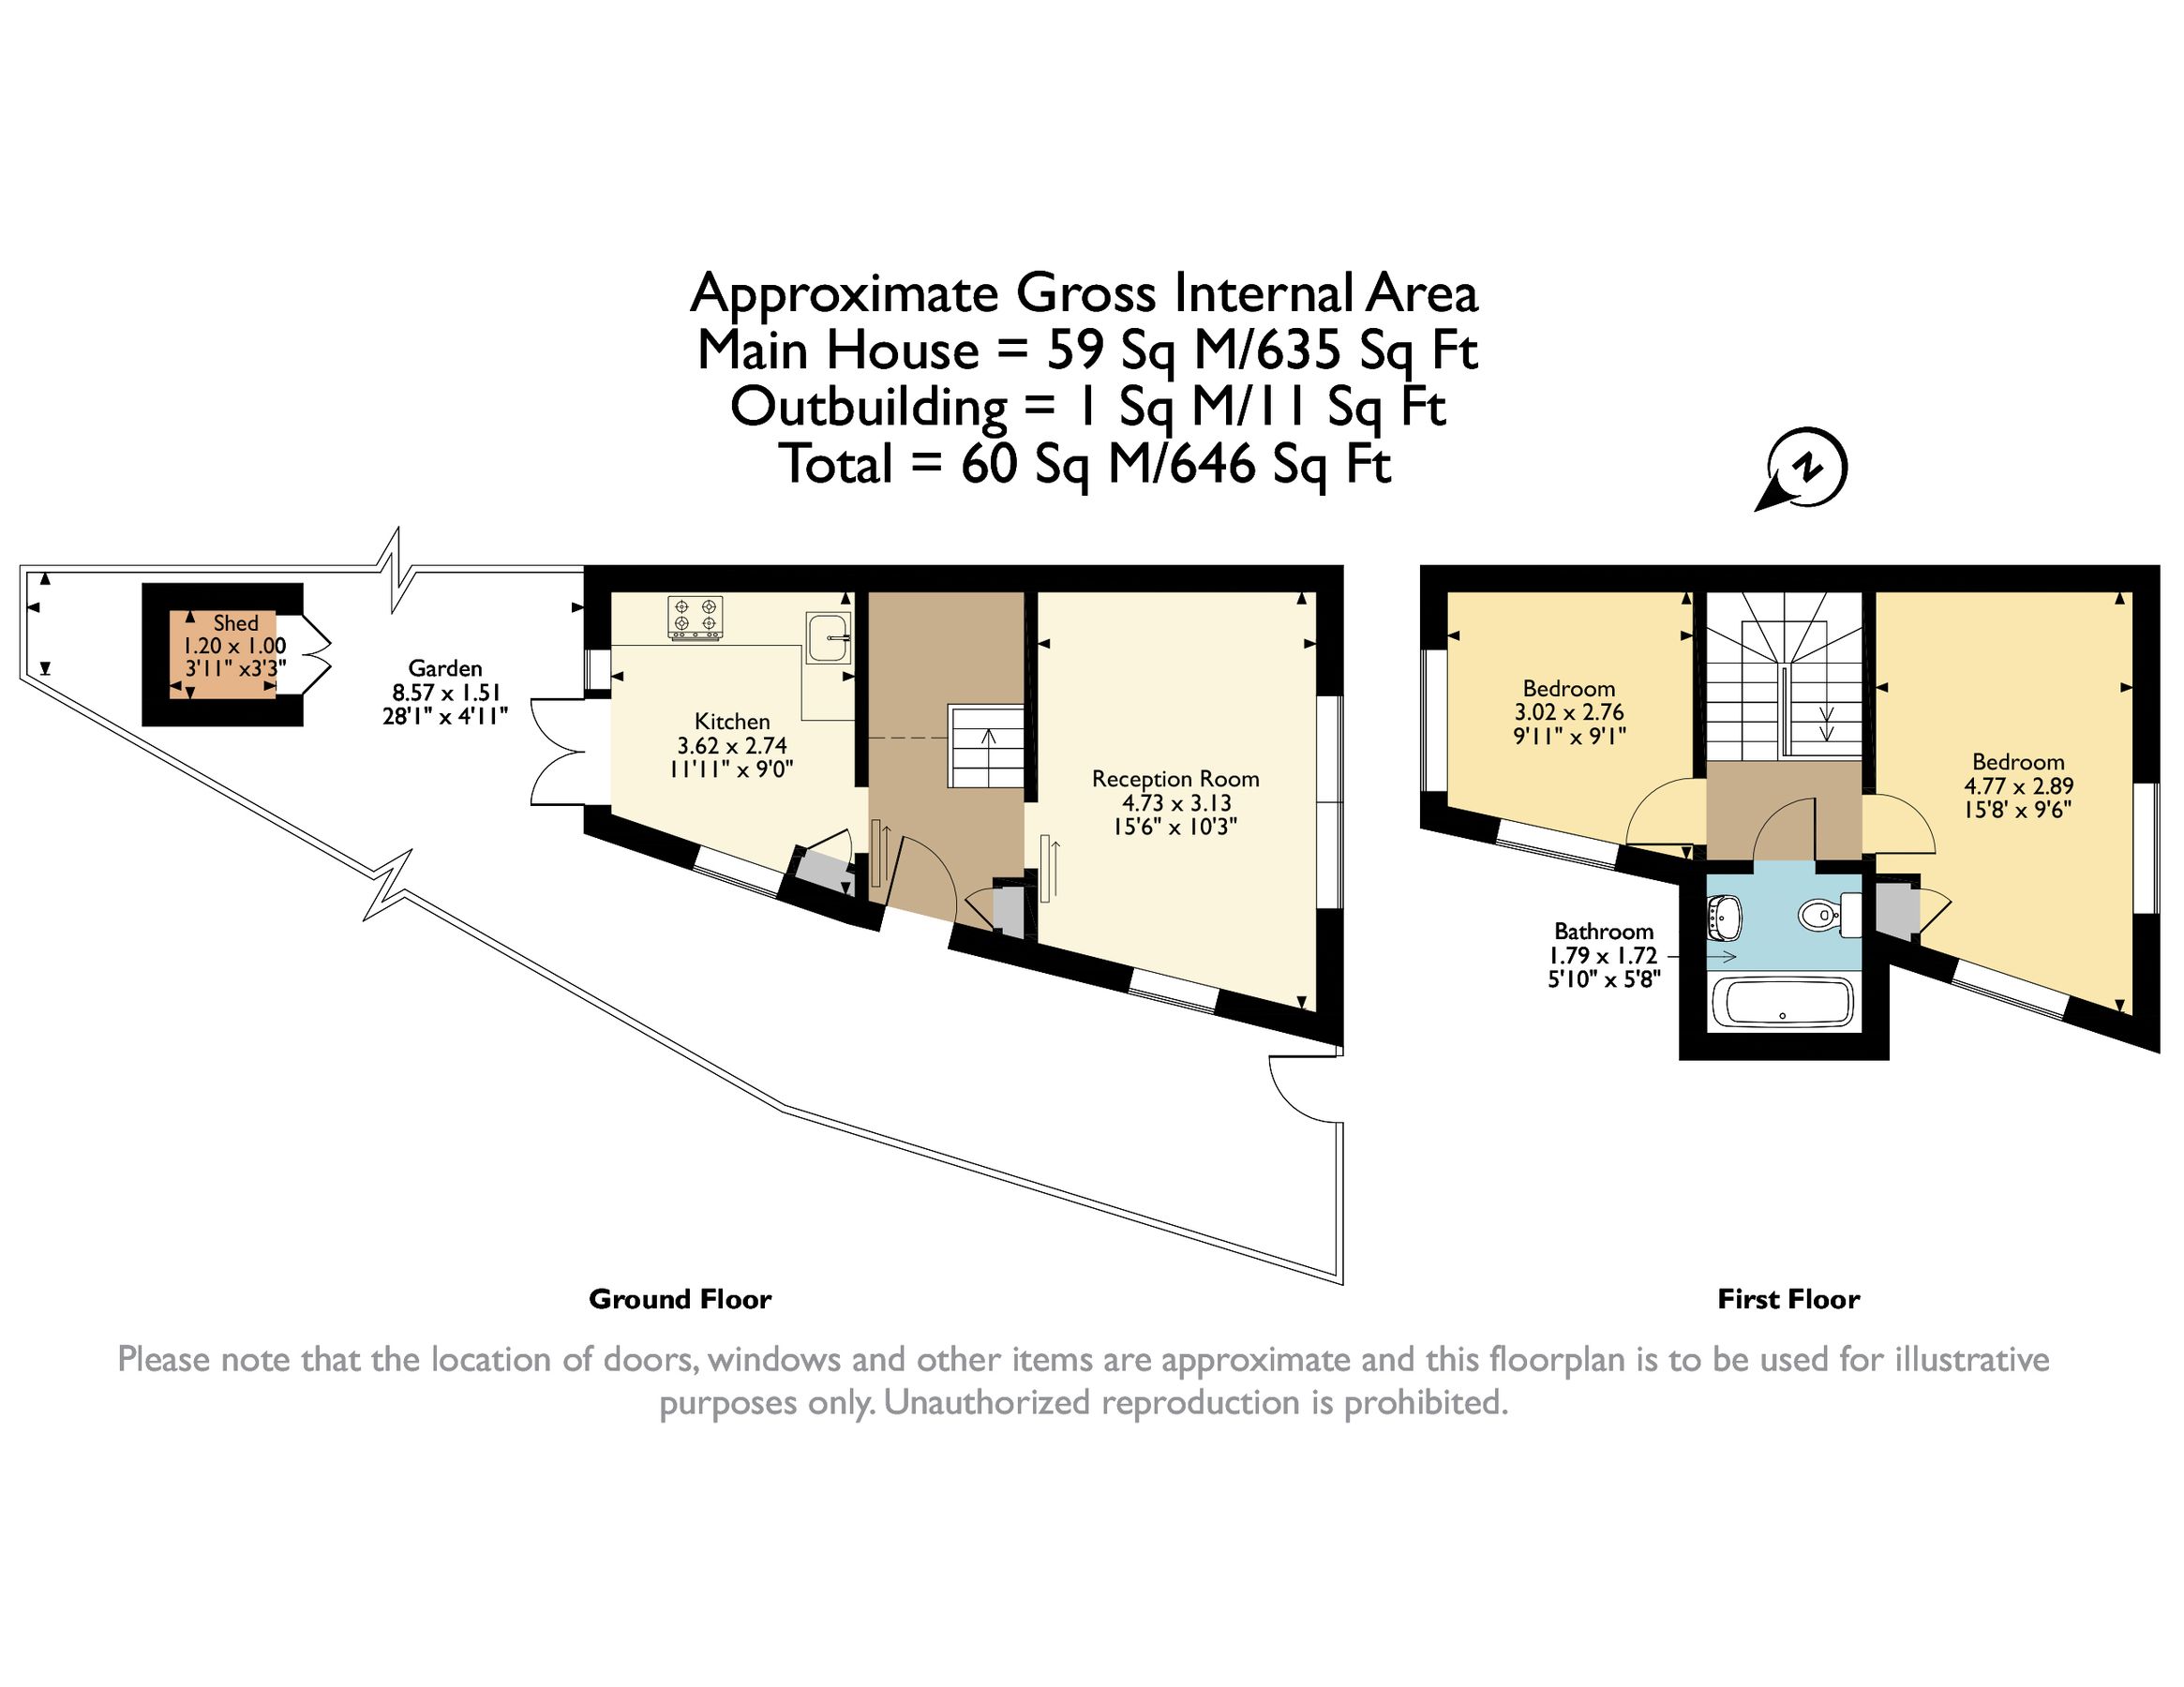 Approximate Gross Internal Area
Main House = 59 Sq M/635 Sq Ft
Outbuilding = 1 Sq M/11 Sq Ft
Total = 60 Sq M/646 Sq Ft
N
Shed
1.20 x 1.00
3'11" x3'3"
Garden
8.57 x 1.51
28'1" x 4'11"
Kitchen
3.62 x 2.74
11'11" x 9'0"
Reception Room
4.73 x 3.13
15'6" x 10'3"
Bedroom
3.02 x 2.76
9'11" x 9'1"
Bedroom
4.77 x 2.89
15'8' x 9'6"
Bathroom
1.79 x 1.72
5'10" x 5'8"
Ground Floor
First Floor
Please note that the location of doors, windows and other items are approximate and this floorplan is to be used for illustrative
purposes only. Unauthorized reproduction is prohibited.